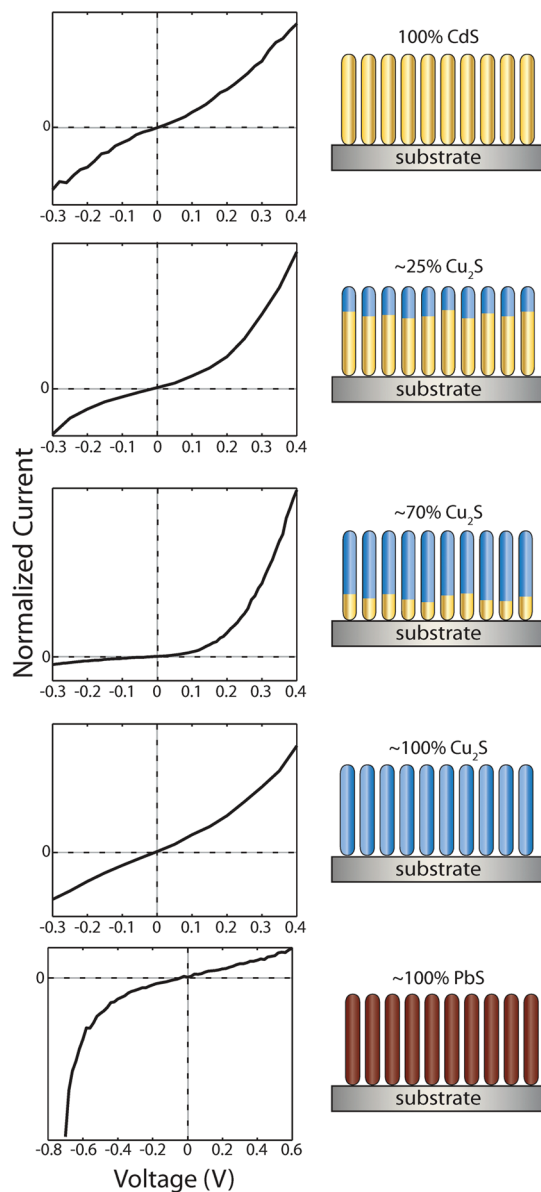 100% CdS
0
substrate
-0.3 -0.2 -0.1 0 0.1 0.2 0.3 0.4
~25% Cu₂S
0
substrate
-0.3 -0.2 -0.1 0 0.1 0.2 0.3 0.4
Normalized Current
~70% Cu₂S
0
substrate
-0.3 -0.2 -0.1 0 0.1 0.2 0.3 0.4
~100% Cu₂S
0
substrate
-0.3 -0.2 -0.1 0 0.1 0.2 0.3 0.4
~100% PbS
0
substrate
-0.8 -0.6 -0.4 -0.2 0 0.2 0.4 0.6
Voltage (V)